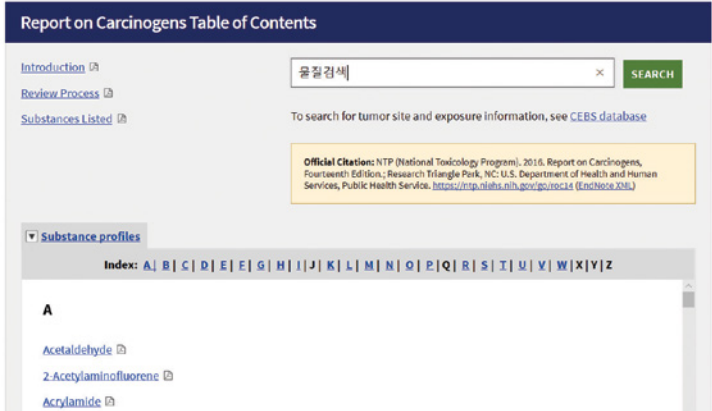 Report on Carcinogens Table of Contents
Introduction
Review Process
Substances Listed
물질검색
×
SEARCH
To search for tumor site and exposure information, see CEBS database
Official Citation: NTP (National Toxicology Program). 2016. Report on Carcinogens,
Fourteenth Edition.; Research Triangle Park, NC: U.S. Department of Health and Human
Services, Public Health Service. https://ntp.niehs.nih.gov/go/roc14 (EndNote XML)
Substance profiles
Index: A| B| C| D| E| F| G| H| I| J| K| L| M| N| O| P|Q| R| S| T| U| V| W|X|Y|Z
A
Acetaldehyde
2-Acetylaminofluorene
Acrylamide